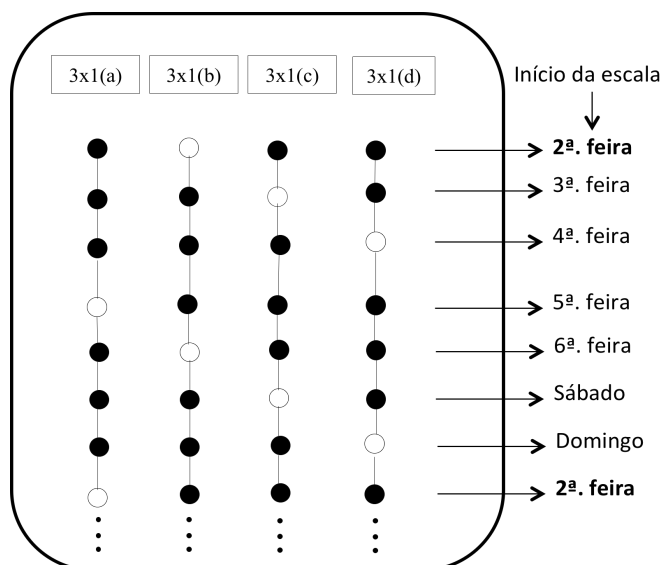 3x1(a) 3x1(b) 3x1(c) 3x1(d)
Início da escala
2ª. feira
3ª. feira
4ª. feira
5ª. feira
6ª. feira
Sábado
Domingo
2ª. feira